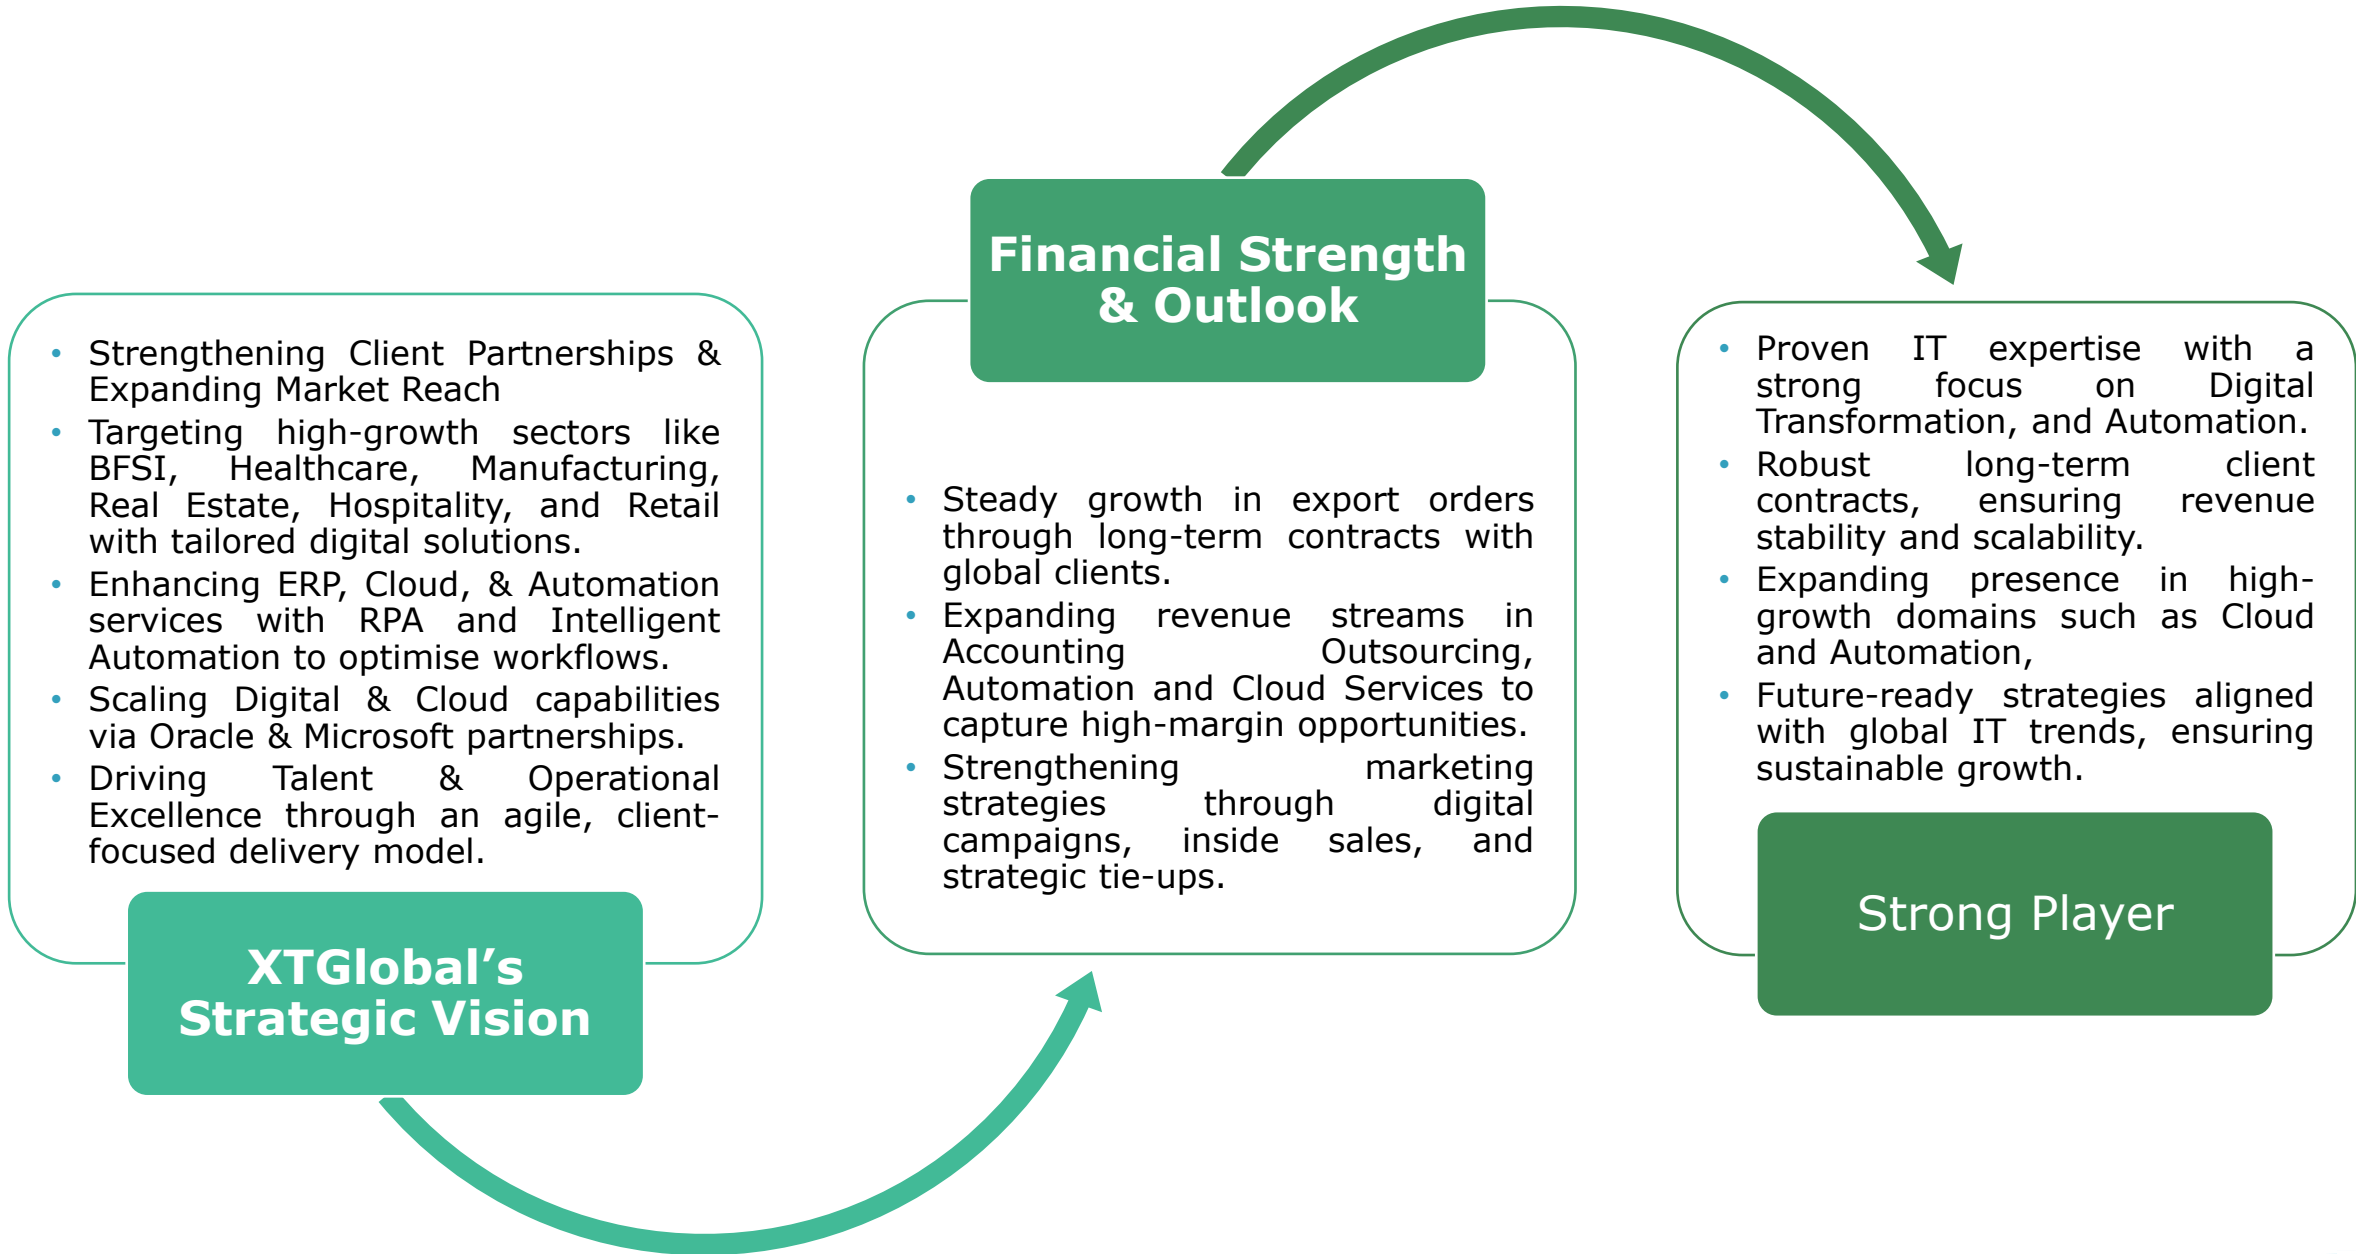 • Strengthening Client Partnerships &
Expanding Market Reach
• Targeting high-growth sectors like
BFSI, Healthcare, Manufacturing,
Real Estate, Hospitality, and Retail
with tailored digital solutions.
• Enhancing ERP, Cloud, & Automation
services with RPA and Intelligent
Automation to optimise workflows.
• Scaling Digital & Cloud capabilities
via Oracle & Microsoft partnerships.
• Driving Talent & Operational
Excellence through an agile, client-
focused delivery model.
XTGlobal’s
Strategic Vision
Financial Strength
& Outlook
• Steady growth in export orders
through long-term contracts with
global clients.
• Expanding revenue streams in
Accounting Outsourcing,
Automation and Cloud Services to
capture high-margin opportunities.
• Strengthening marketing
strategies through digital
campaigns, inside sales, and
strategic tie-ups.
• Proven IT expertise with a
strong focus on Digital
Transformation, and Automation.
• Robust long-term client
contracts, ensuring revenue
stability and scalability.
• Expanding presence in high-
growth domains such as Cloud
and Automation,
• Future-ready strategies aligned
with global IT trends, ensuring
sustainable growth.
Strong Player